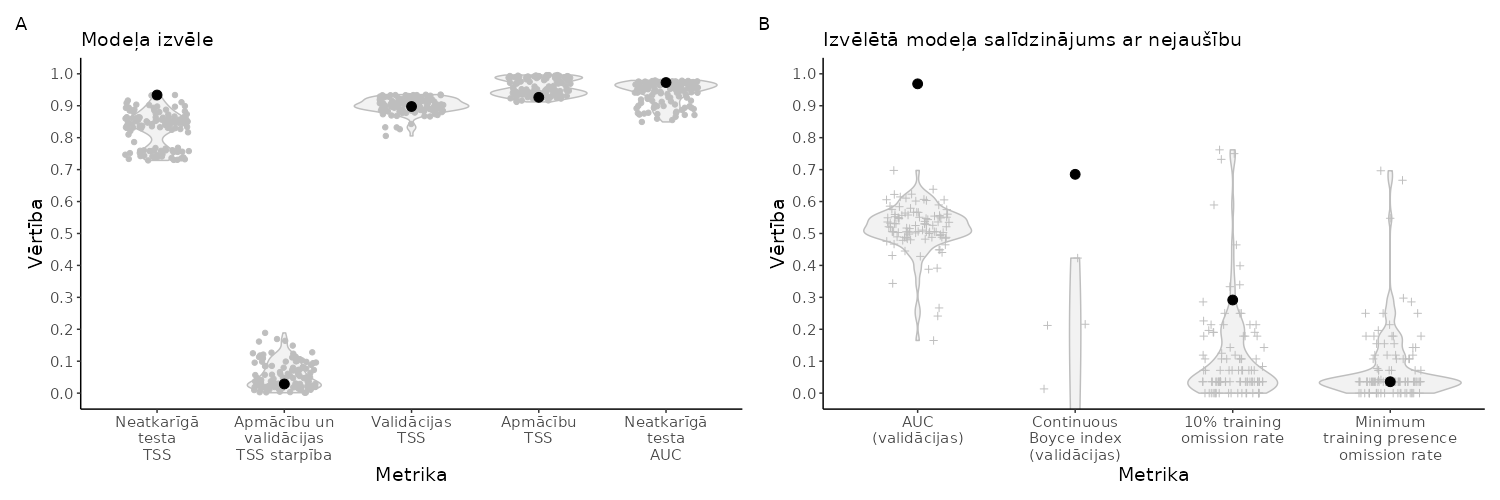 A
Modeļa izvēle
Vērtība
1.0
0.9
0.8
0.7
0.6
0.5
0.4
0.3
0.2
0.1
0.0
Neatkarīgā
testa
TSS
Apmācību un
validācijas
TSS starpība
Validācijas
TSS
Apmācību
TSS
Neatkarīgā
testa
AUC
Metrika
B
Izvēlētā modeļa salīdzinājums ar nejaušību
Vērtība
1.0
0.9
0.8
0.7
0.6
0.5
0.4
0.3
0.2
0.1
0.0
AUC
(validācijas)
Continuous
Boyce index
(validācijas)
10% training
omission rate
Minimum
training presence
omission rate
Metrika